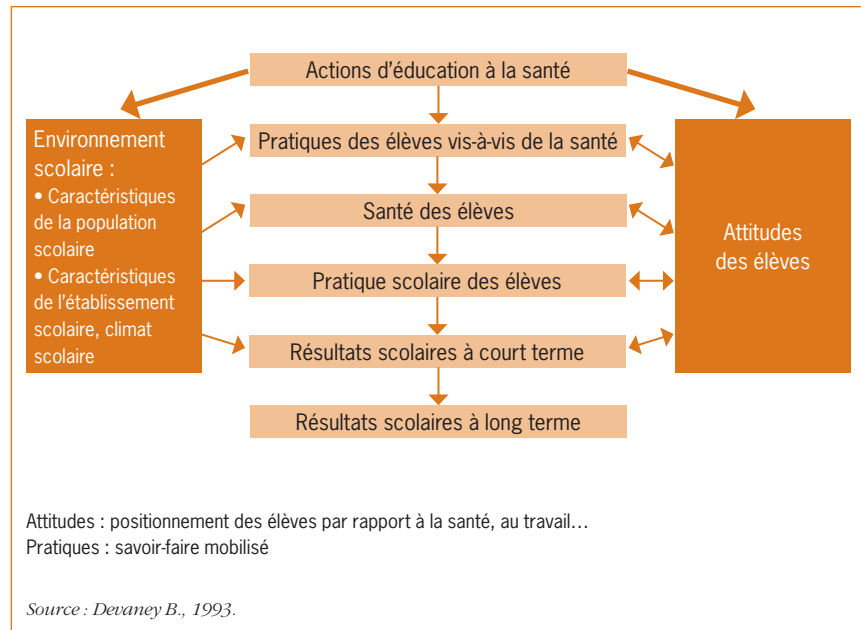 Actions d'éducation à la santé
Environnement
scolaire :
• Caractéristiques
de la population
scolaire
• Caractéristiques
de l'établissement
scolaire, climat
scolaire
Pratiques des élèves vis-à-vis de la santé
Santé des élèves
Pratique scolaire des élèves
Résultats scolaires à court terme
Résultats scolaires à long terme
Attitudes
des élèves
Attitudes : positionnement des élèves par rapport à la santé, au travail…
Pratiques : savoir-faire mobilisé
Source : Devaney B., 1993.